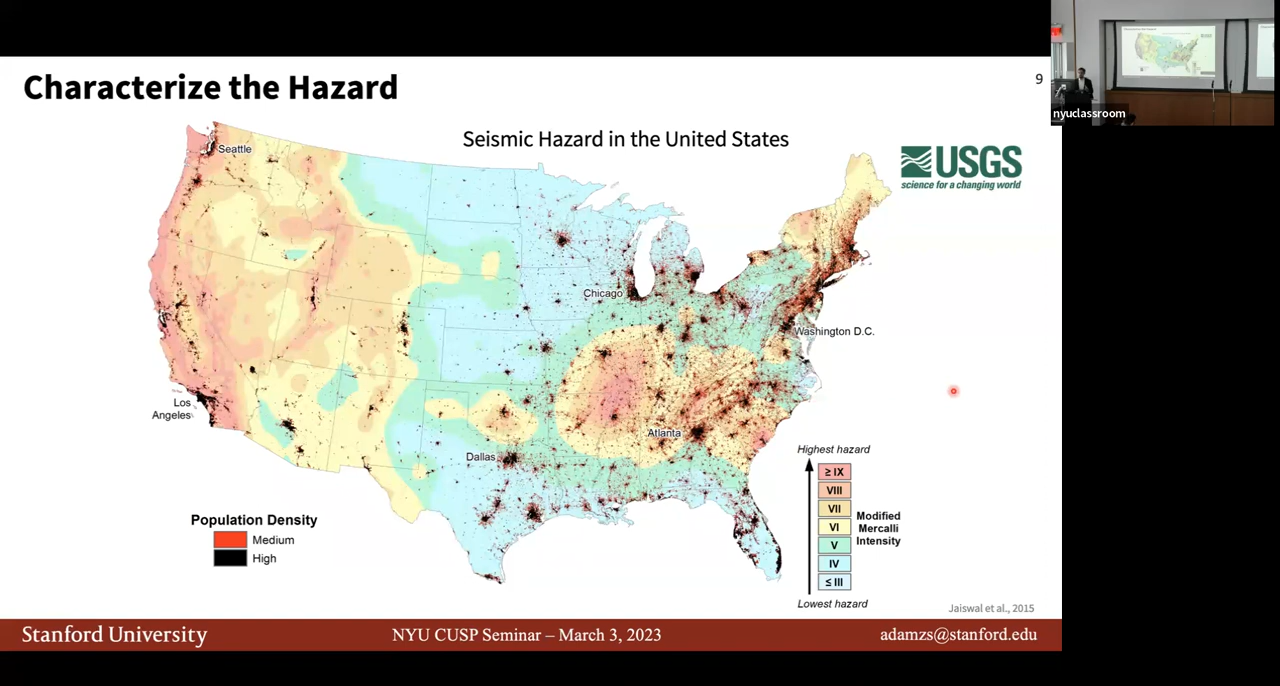 Characterize the Hazard
9
nyuclassroom
Seismic Hazard in the United States
USGS
science for a changing world
Seattle
Chicago
Washington D.C.
Los
Angeles
Atlanta
Dallas
Highest hazard
≥ IX
VIII
VII
VI
V
IV
≤ III
Modified
Mercalli
Intensity
Lowest hazard
Population Density
Medium
High
Jaiswal et al., 2015
Stanford University
NYU CUSP Seminar – March 3, 2023
adamzs@stanford.edu